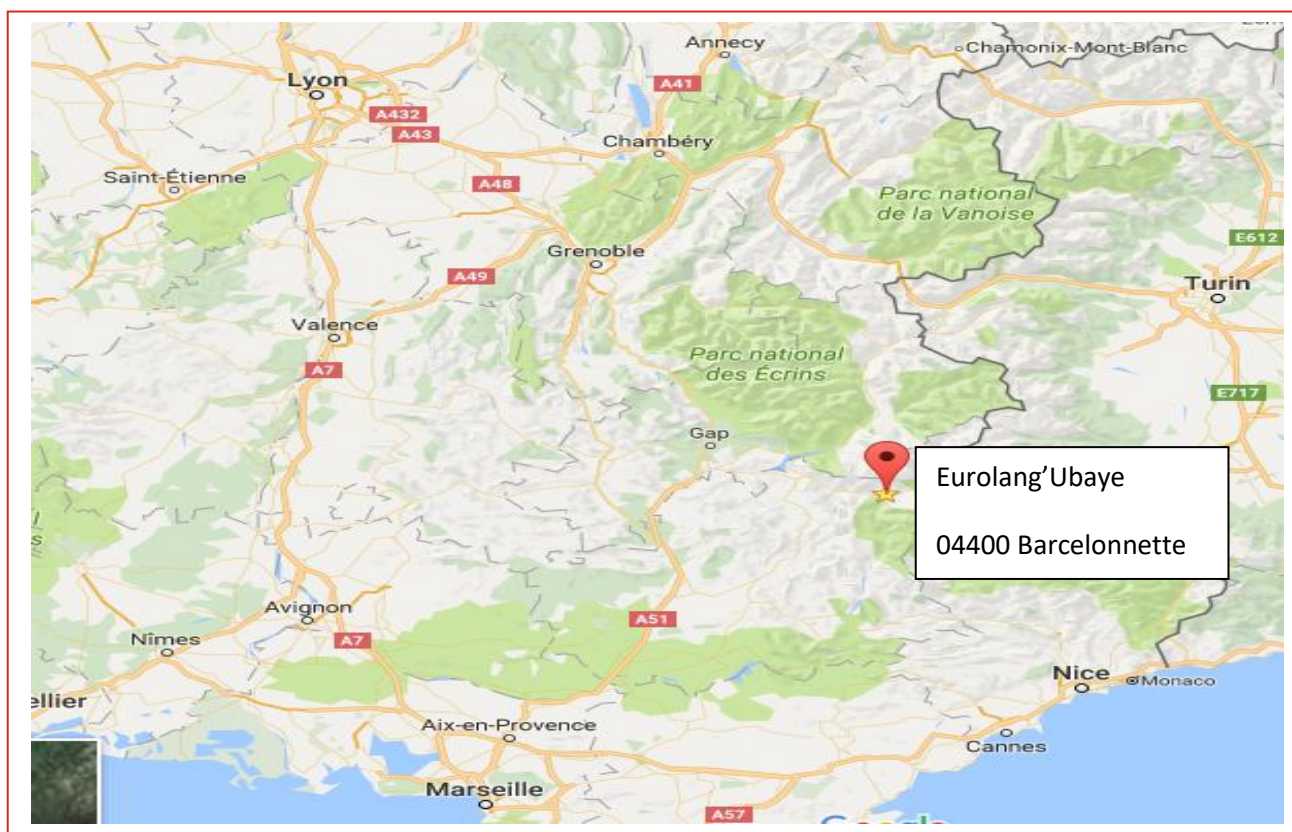 Annecy
Chamonix-Mont-Blanc
Lyon
A41
A432
A43
Chambéry
Saint-Étienne
A48
Parc national
de la Vanoise
E612
Grenoble
A49
Turin
Valence
Parc national
des Écrins
A7
E717
Gap
Eurolang'Ubaye
04400 Barcelonnette
Avignon
A51
Nîmes
A7
Nice
Monaco
ellier
Aix-en-Provence
Cannes
Marseille
A57